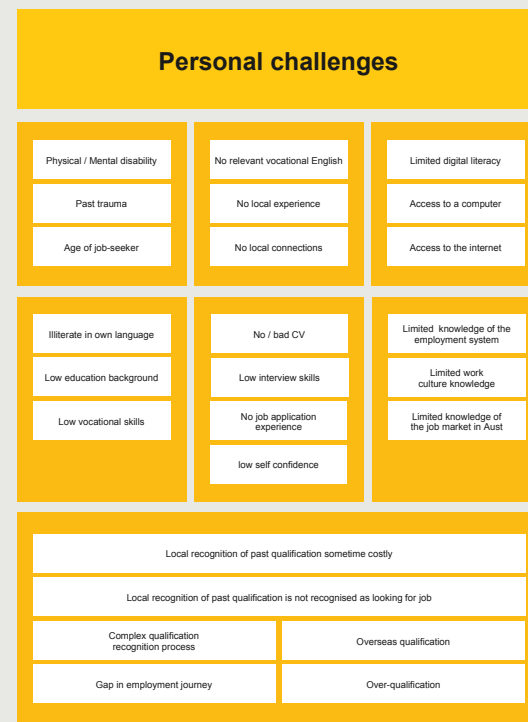 Personal challenges
Physical / Mental disability
Past trauma
Age of job-seeker
No relevant vocational English
No local experience
No local connections
Limited digital literacy
Access to a computer
Access to the internet
Illiterate in own language
Low education background
Low vocational skills
No / bad CV
Low interview skills
No job application
experience
low self confidence
Limited knowledge of the
employment system
Limited work
culture knowledge
Limited knowledge of
the job market in Aust
Local recognition of past qualification sometime costly
Local recognition of past qualification is not recognised as looking for job
Complex qualification
recognition process
Overseas qualification
Gap in employment journey
Over-qualification